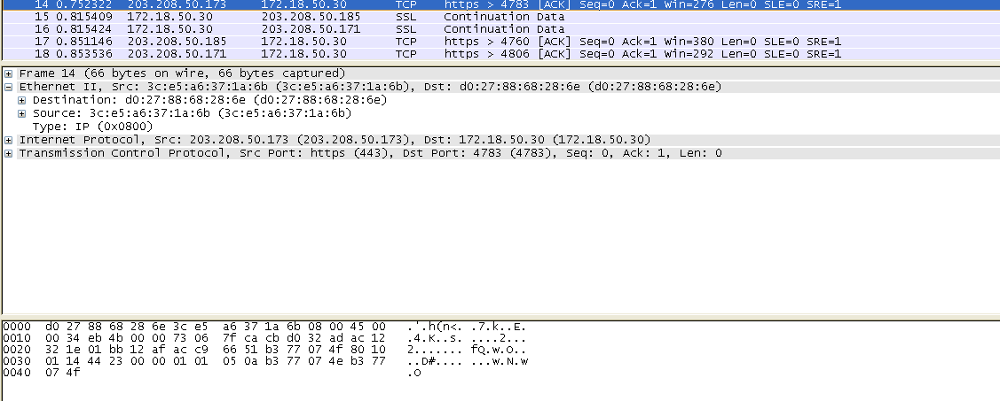 14 0.752322 203.208.50.173 172.18.50.30 TCP https > 4783 [ACK] Seq=0 Ack=1 Win=276 Len=0 SLE=0 SRE=1
15 0.815409 172.18.50.30 203.208.50.185 SSL Continuation Data
16 0.815424 172.18.50.30 203.208.50.171 SSL Continuation Data
17 0.851146 203.208.50.185 172.18.50.30 TCP https > 4760 [ACK] Seq=0 Ack=1 Win=380 Len=0 SLE=0 SRE=1
18 0.853536 203.208.50.171 172.18.50.30 TCP https > 4806 [ACK] Seq=0 Ack=1 Win=292 Len=0 SLE=0 SRE=1
Frame 14 (66 bytes on wire, 66 bytes captured)
Ethernet II, Src: 3c:e5:a6:37:1a:6b (3c:e5:a6:37:1a:6b), Dst: d0:27:88:68:28:6e (d0:27:88:68:28:6e)
Destination: d0:27:88:68:28:6e (d0:27:88:68:28:6e)
Source: 3c:e5:a6:37:1a:6b (3c:e5:a6:37:1a:6b)
Type: IP (0x0800)
Internet Protocol, Src: 203.208.50.173 (203.208.50.173), Dst: 172.18.50.30 (172.18.50.30)
Transmission Control Protocol, Src Port: https (443), Dst Port: 4783 (4783), Seq: 0, Ack: 1, Len: 0
0000 d0 27 88 68 28 6e 3c e5 a6 37 1a 6b 08 00 45 00 .'.h(n<. .7.k..E.
0010 00 34 eb 4b 00 00 73 06 7f ca cb d0 32 ad ac 12 .4.K..s. ....2...
0020 32 1e 01 bb 12 af ac c9 66 51 b3 77 07 4f 80 10 2....... fQ.w.O..
0030 01 14 44 23 00 00 01 01 05 0a b3 77 07 4e b3 77 ..D#.... ...w.N.w
0040 07 4f .O